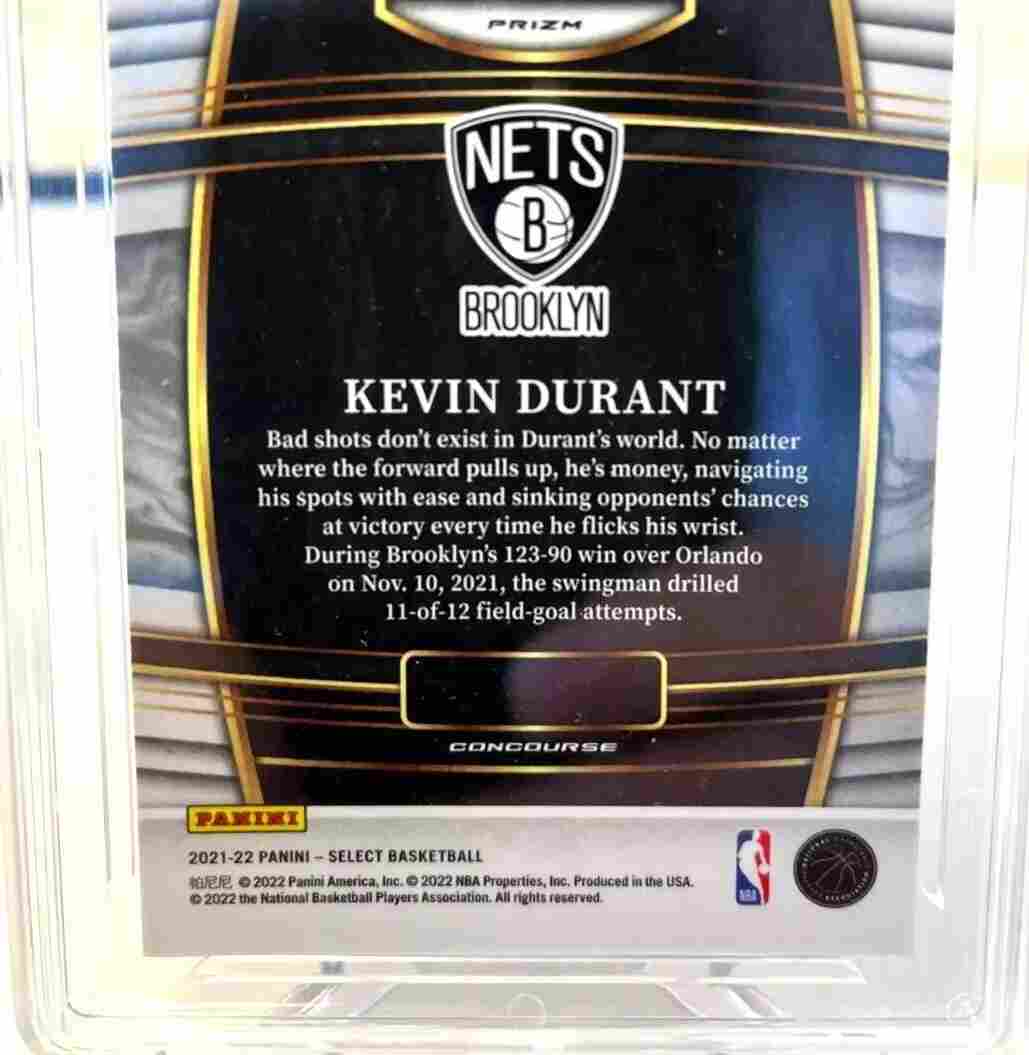 PRIZM
NETS
B
BROOKLYN
KEVIN DURANT
Bad shots don't exist in Durant's world. No matter
where the forward pulls up, he's money, navigating
his spots with ease and sinking opponents' chances
at victory every time he flicks his wrist.
During Brooklyn's 123-90 win over Orlando
on Nov. 10, 2021, the swingman drilled
11-of-12 field-goal attempts.
CONCOURSE
PANINI
2021-22 PANINI – SELECT BASKETBALL
帕尼尼 © 2022 Panini America, Inc. © 2022 NBA Properties, Inc. Produced in the USA.
© 2022 the National Basketball Players Association. All rights reserved.
NBA